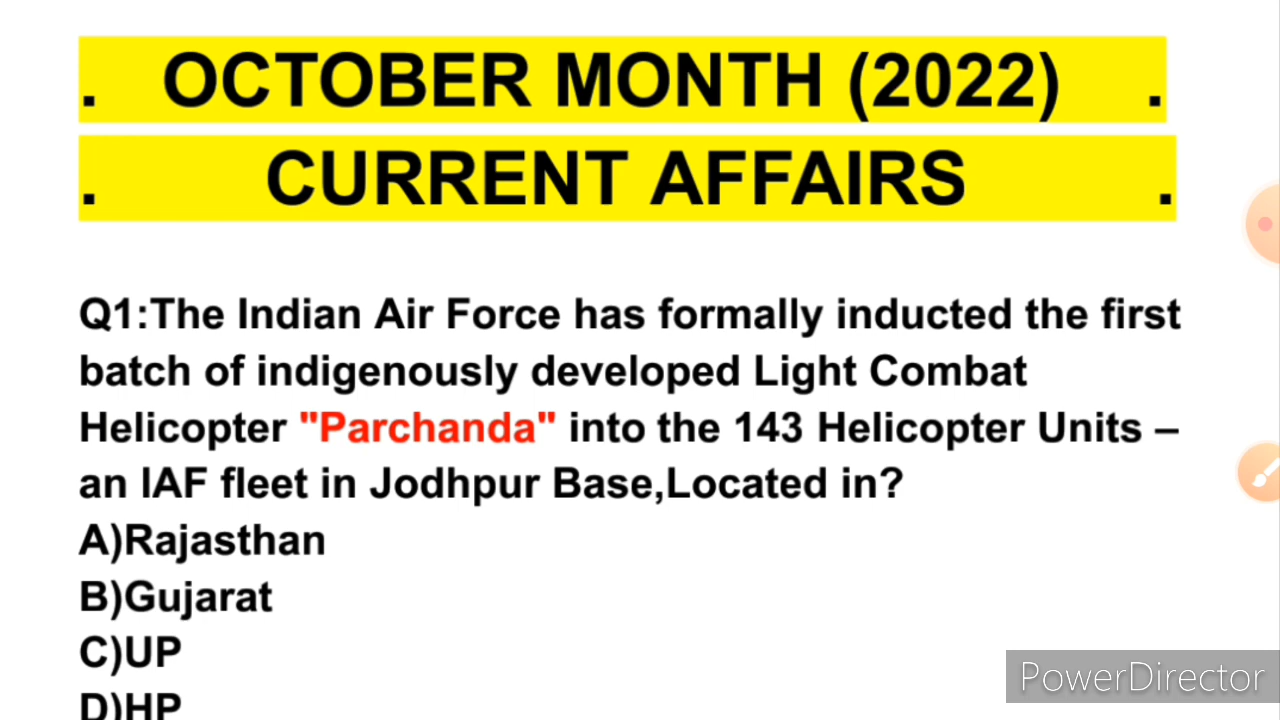 . OCTOBER MONTH (2022) .
. CURRENT AFFAIRS .
Q1:The Indian Air Force has formally inducted the first
batch of indigenously developed Light Combat
Helicopter "Parchanda" into the 143 Helicopter Units –
an IAF fleet in Jodhpur Base,Located in?
A)Rajasthan
B)Gujarat
C)UP
D)HP
PowerDirector